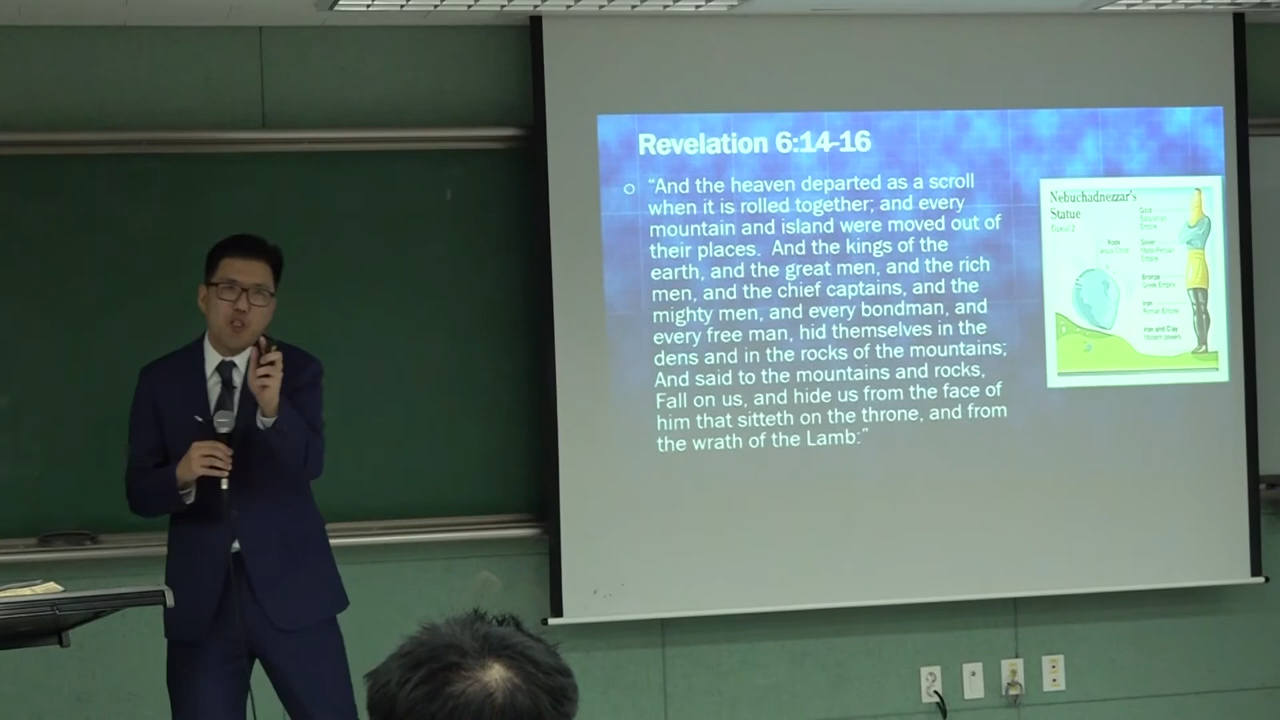 Revelation 6:14-16
“And the heaven departed as a scroll
when it is rolled together; and every
mountain and island were moved out of
their places.  And the kings of the
earth, and the great men, and the rich
men, and the chief captains, and the
mighty men, and every bondman, and
every free man, hid themselves in the
dens and in the rocks of the mountains;
And said to the mountains and rocks,
Fall on us, and hide us from the face of
him that sitteth on the throne, and from
the wrath of the Lamb:”
Nebuchadnezzar's
Statue
Gold
Empire
Silver
Empire
Bronze
Greek Empire
Iron
Roman Empire
Iron and Clay